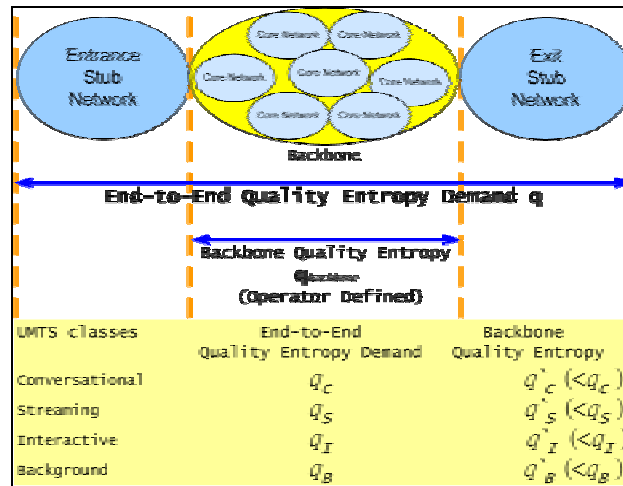 Entrance
Stub
Network
Core Network
Core Network
Core Network
Core Network
Core Network
Core Network
Core Network
Exit
Stub
Network
Backbone
End-to-End Quality Entropy Demand q
Backbone Quality Entropy
q
(Operator Defined)
UMTS classes End-to-End Backbone
Quality Entropy Demand Quality Entropy
Conversational q_C q`_C (<q_C)
Streaming q_S q`_S (<q_S)
Interactive q_I q`_I (<q_I)
Background q_B q`_B (<q_B)